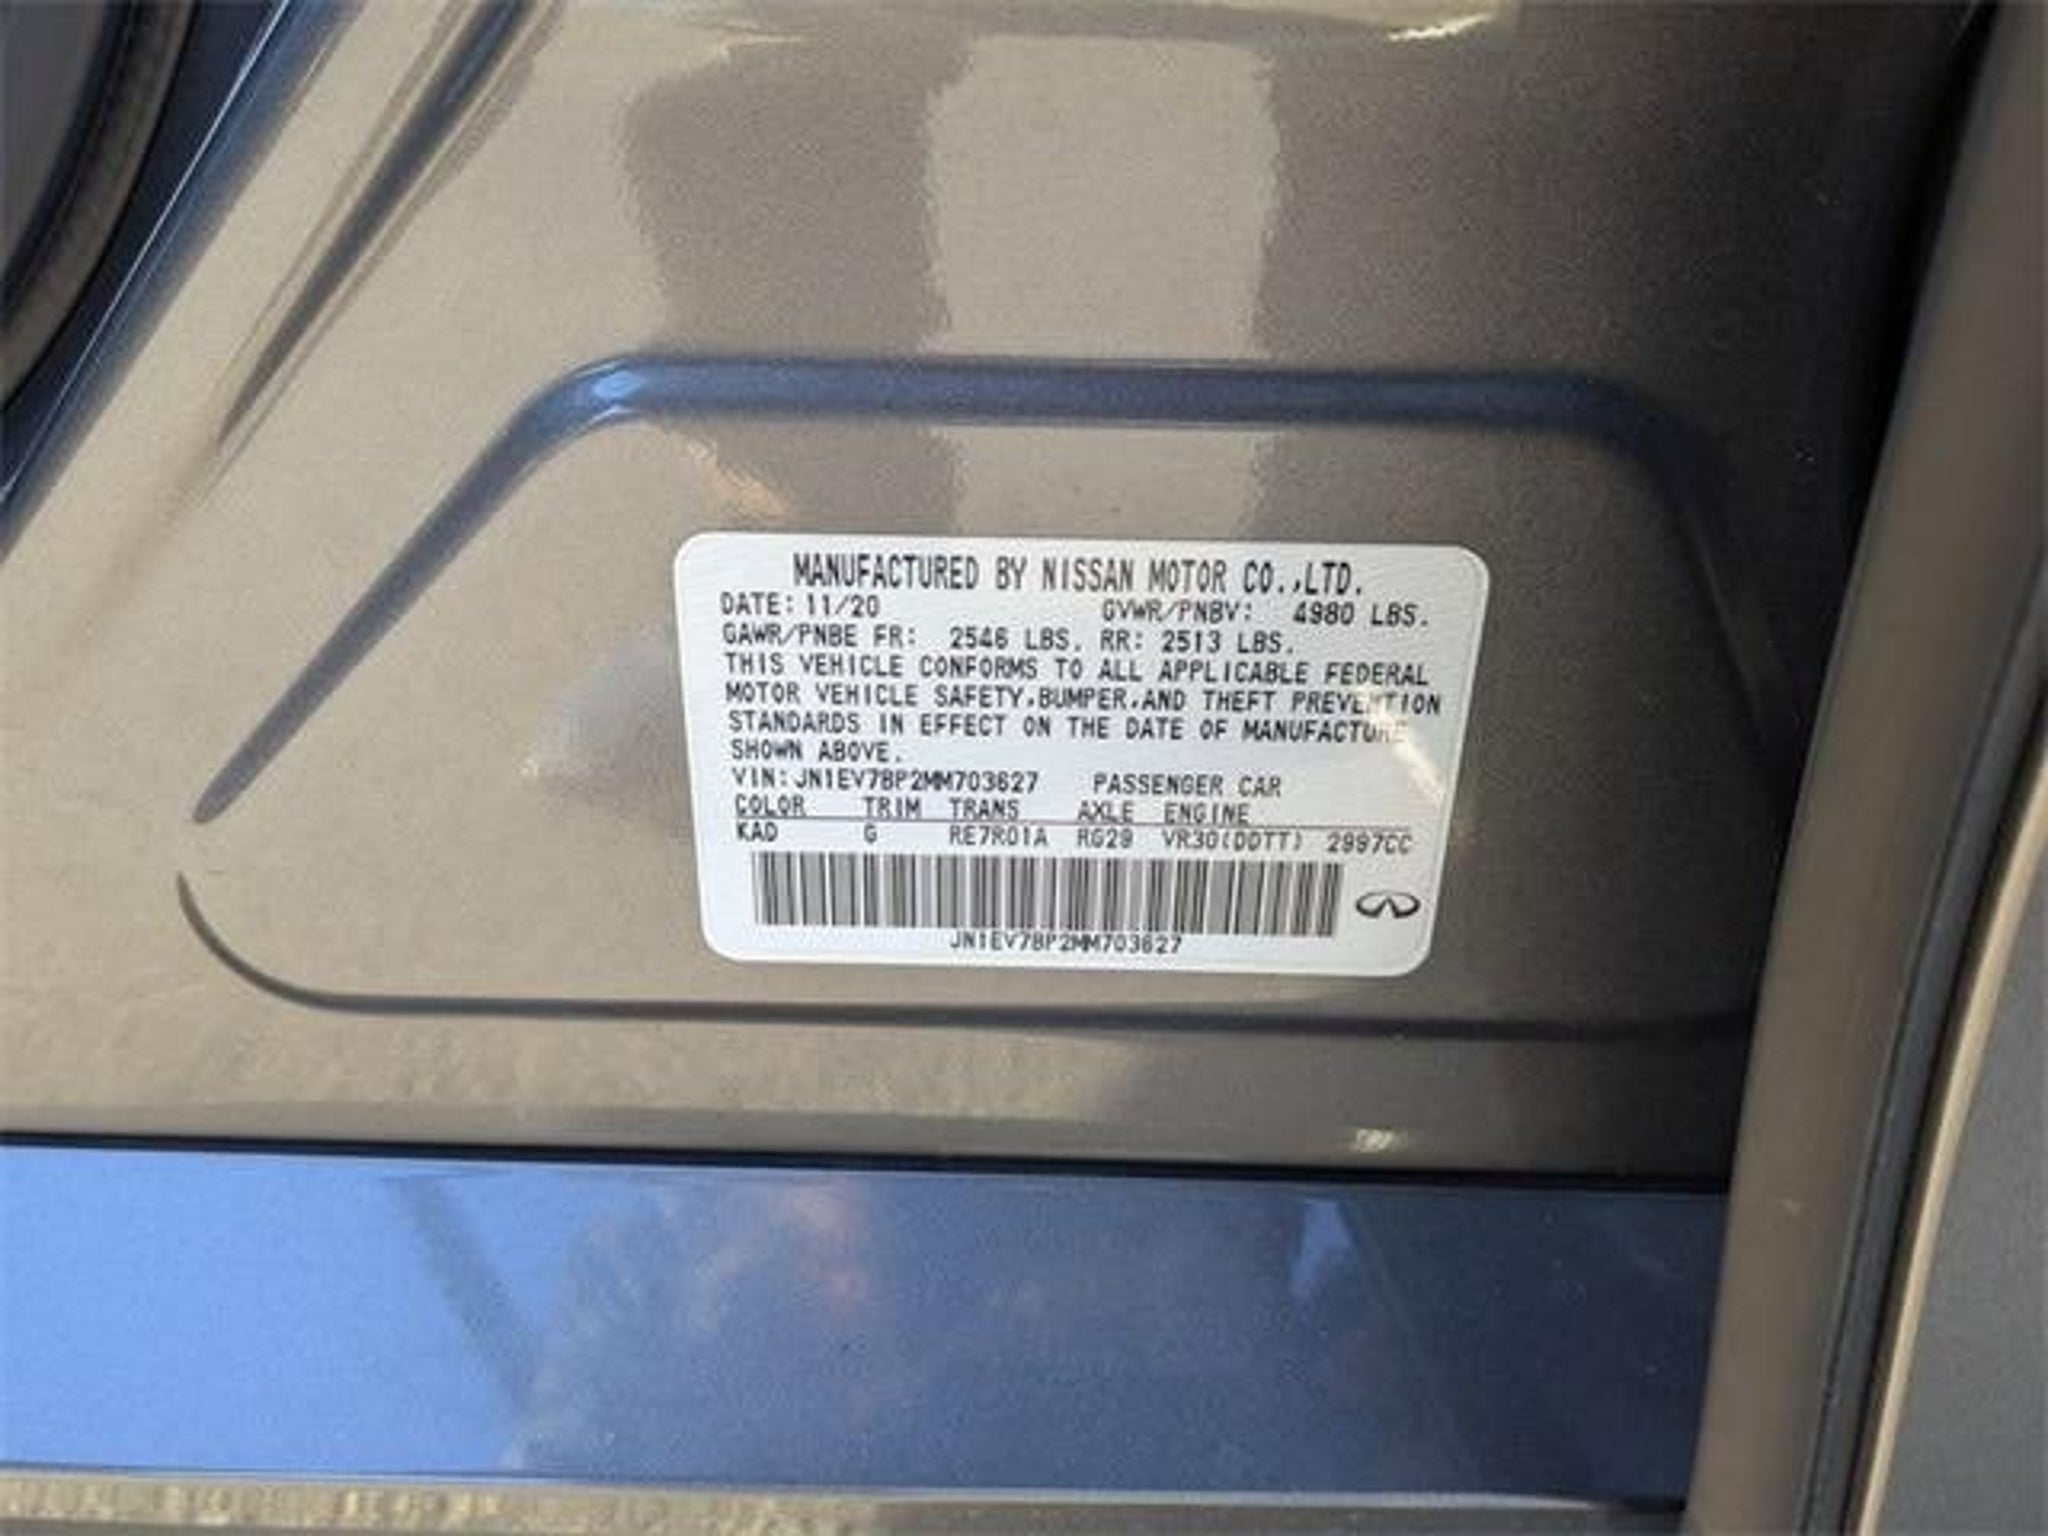 MANUFACTURED BY NISSAN MOTOR CO.,LTD.
DATE: 11/20 GVWR/PNBV: 4980 LBS.
GAWR/PNBE FR: 2546 LBS. RR: 2513 LBS.
THIS VEHICLE CONFORMS TO ALL APPLICABLE FEDERAL
MOTOR VEHICLE SAFETY,BUMPER,AND THEFT PREVENTION
STANDARDS IN EFFECT ON THE DATE OF MANUFACTURE
SHOWN ABOVE.
VIN: JN1EV7BP2MM703627 PASSENGER CAR
COLOR TRIM TRANS AXLE ENGINE
KAD G RE7R01A RG29 VR30(DDTT) 2997CC
JN1EV7BP2MM703627